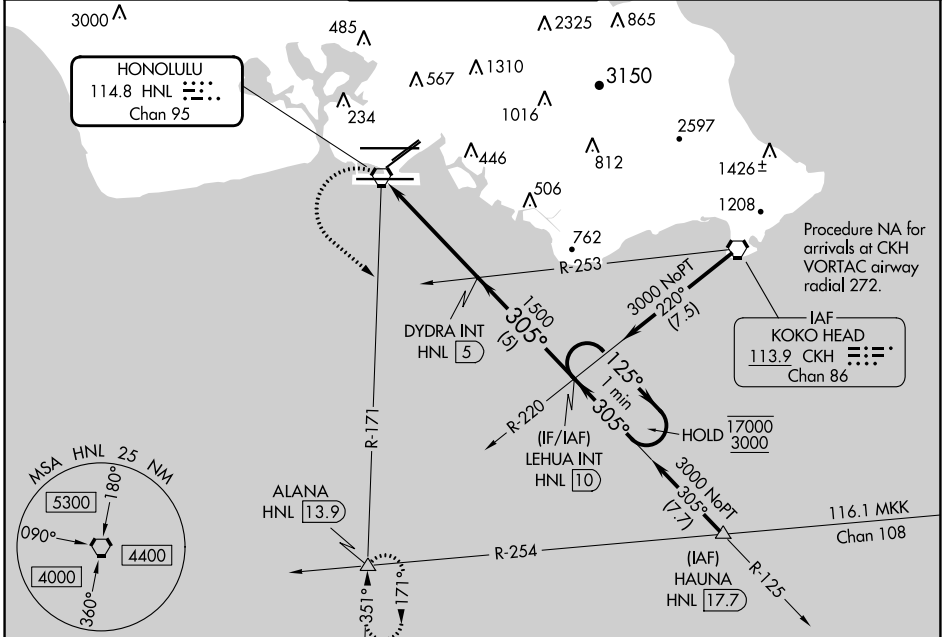 3000
485
2325
865
HONOLULU
114.8 HNL
Chan 95
567
1310
3150
234
1016
2597
446
812
1426 ±
506
1208
762
Procedure NA for
arrivals at CKH
VORTAC airway
radial 272.
R-253
3000 NoPT
220°
(7.5)
1500
305°
(5)
DYDRA INT
HNL 5
IAF
KOKO HEAD
113.9 CKH
Chan 86
125°
1 min
305°
R-220
R-171
HOLD 17000
3000
(IF/IAF)
LEHUA INT
HNL 10
3000 NoPT
305°
(7.7)
MSA HNL 25 NM
180°
5300
090°
4400
4000
360°
ALANA
HNL 13.9
116.1 MKK
Chan 108
R-254
(IAF)
HAUNA
HNL 17.7
R-125
351°
171°